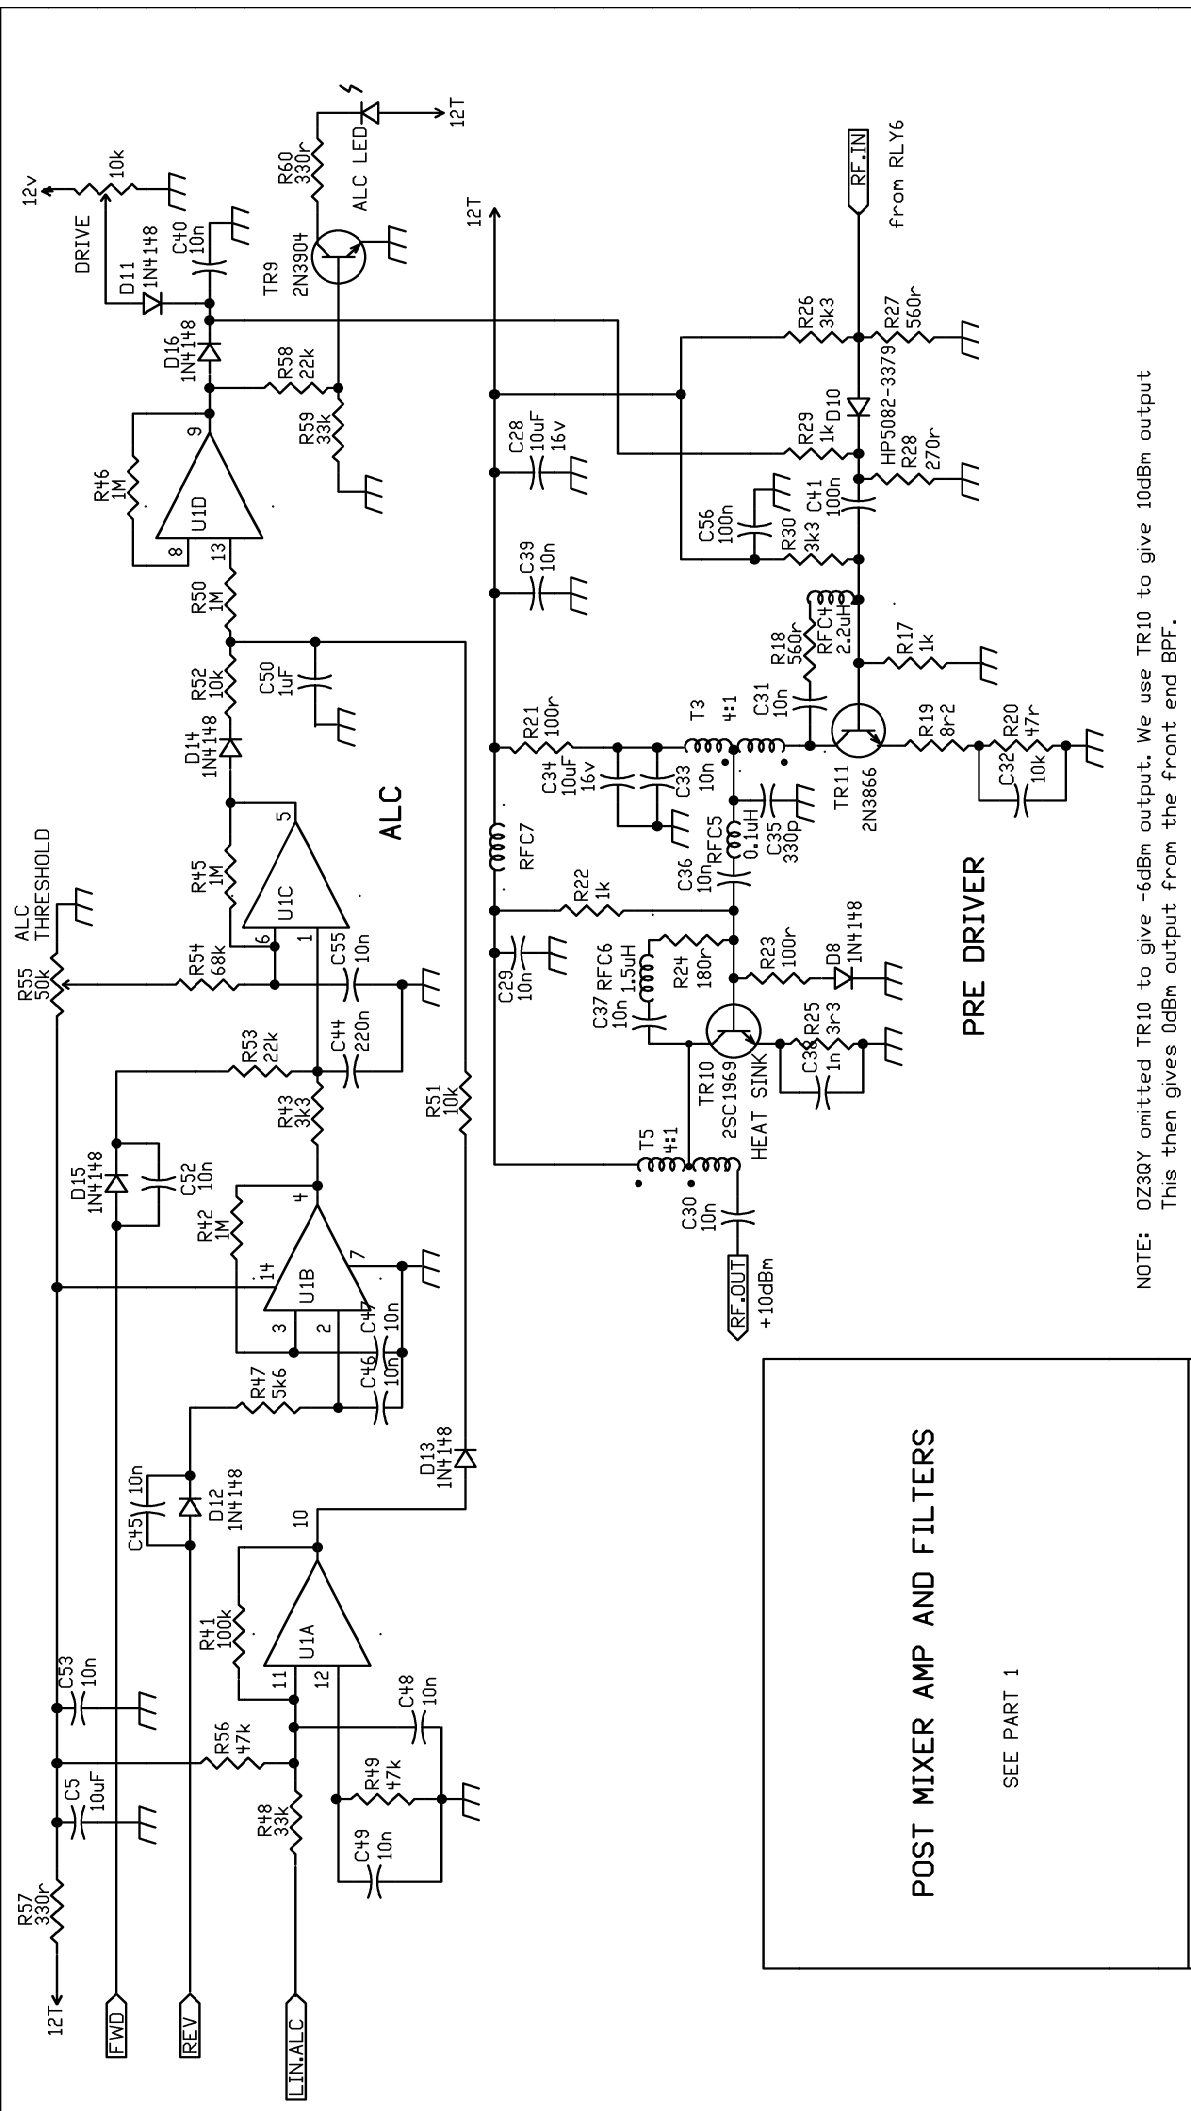 12T
R57
330r
C5
10uF
C53
10n
R55
50k
ALC
THRESHOLD
FWD
REV
LIN.ALC
R48
33k
R56
47k
C49
10n
R49
47k
C48
10n
R41
100k
11
12
U1A
10
C45
10n
D12
1N4148
D13
1N4148
R47
5k6
C46
10n
C47
10n
3
2
14
7
4
U1B
R42
1M
D15
1N4148
C52
10n
R43
3k3
R53
22k
C44
220n
R51
10k
R54
68k
C55
10n
6
1
U1C
5
R45
1M
D14
1N4148
R52
10k
C50
1uF
ALC
R50
1M
8
13
U1D
9
R46
1M
R59
33k
R58
22k
D16
1N4148
D11
1N4148
C40
10n
DRIVE
12v
10k
TR9
2N3904
R60
330r
ALC LED
12T
12T
RF.OUT
+10dBm
C30
10n
T5
4:1
TR10
2SC1969
HEAT SINK
C38
1n
R25
3r3
C37
10n
RFC6
1.5uH
R24
180r
R23
100r
D8
1N4148
C29
10n
R22
1k
RFC7
C36
10n
RFC5
0.1uH
C35
330p
C34
10uF
16v
C33
10n
R21
100r
T3
4:1
C31
10n
TR11
2N3866
R19
8r2
R20
47r
C32
10k
R18
560r
RFC4
2.2uH
R17
1k
C39
10n
C28
10uF
16v
C56
100n
R30
3k3
C41
100n
R28
270r
R29
1k
D10
HP5082-3379
R26
3k3
R27
560r
RF.IN
from RLY6
PRE DRIVER
NOTE: OZ3QY omitted TR10 to give -6dBm output. We use TR10 to give 10dBm output
This then gives 0dBm output from the front end BPF.
POST MIXER AMP AND FILTERS
SEE PART 1